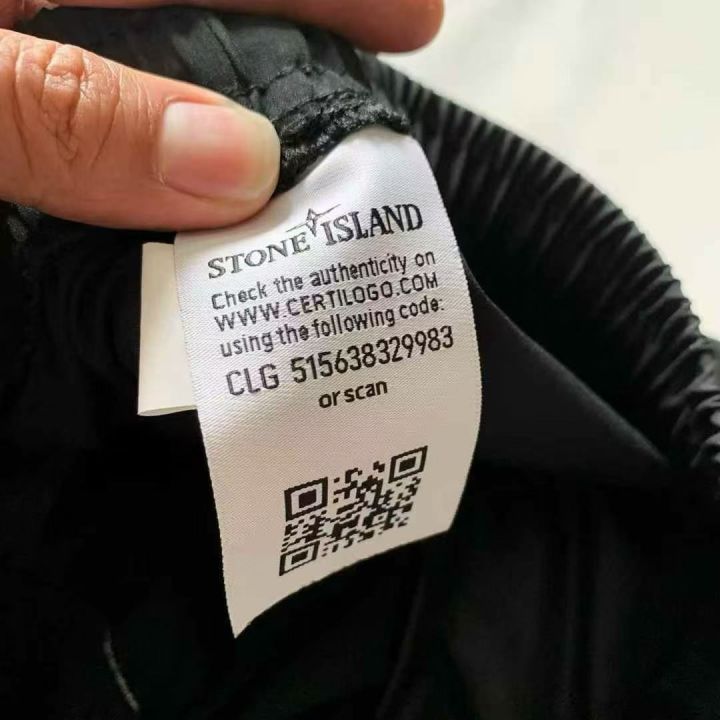 STONE ISLAND
Check the authenticity on
WWW.CERTILOGO.COM
using the following code:
CLG 515638329983
or scan